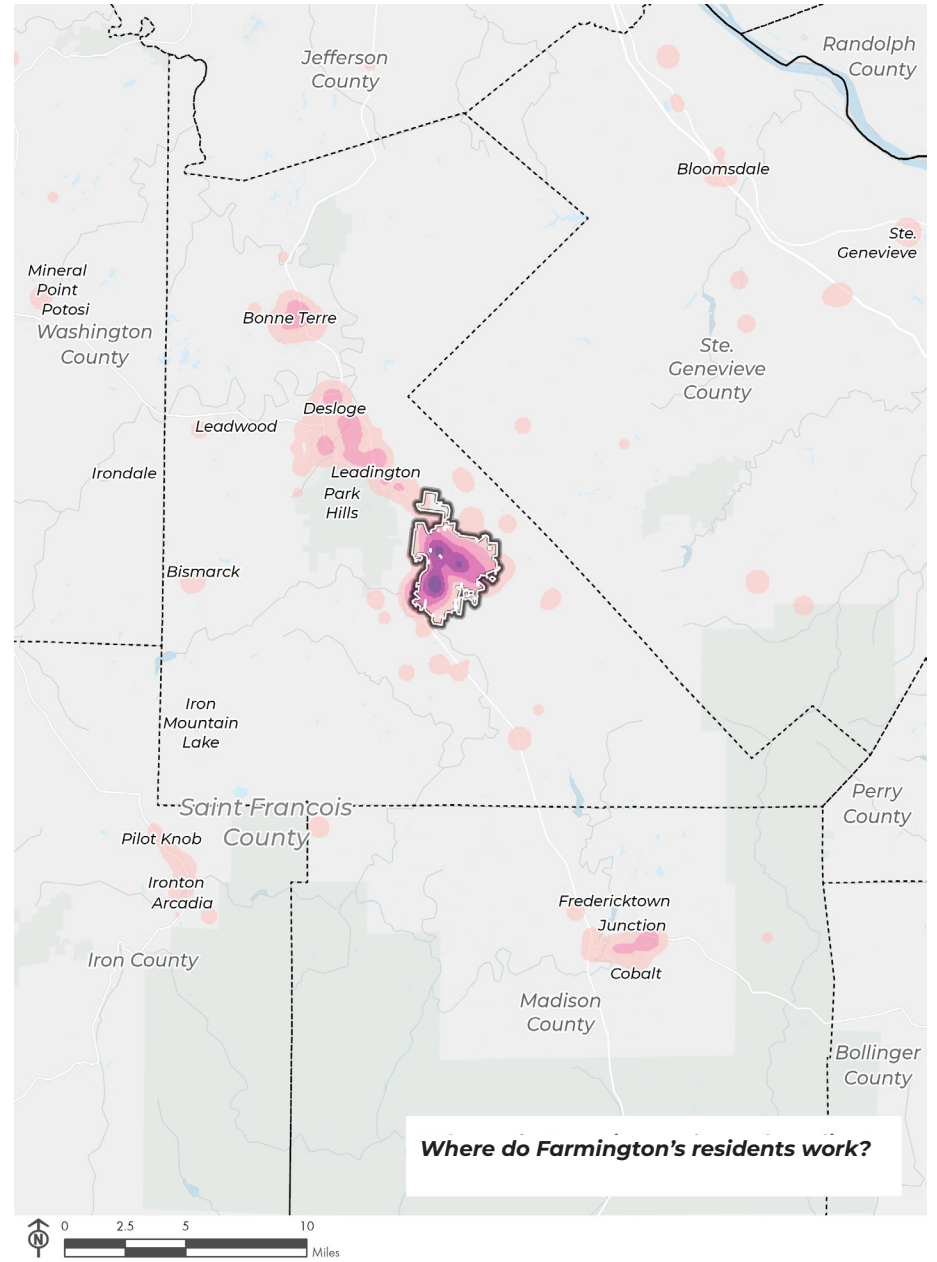 Jefferson
County
Randolph
County
Bloomsdale
Ste.
Genevieve
Mineral
Point
Potosi
Washington
County
Bonne Terre
Ste.
Genevieve
County
Desloge
Leadwood
Irondale
Leadington
Park
Hills
Bismarck
Iron
Mountain
Lake
Saint Francois
County
Perry
County
Pilot Knob
Ironton
Arcadia
Fredericktown
Junction
Cobalt
Iron County
Madison
County
Bollinger
County
Where do Farmington’s residents work?
N
0 2.5 5 10
Miles